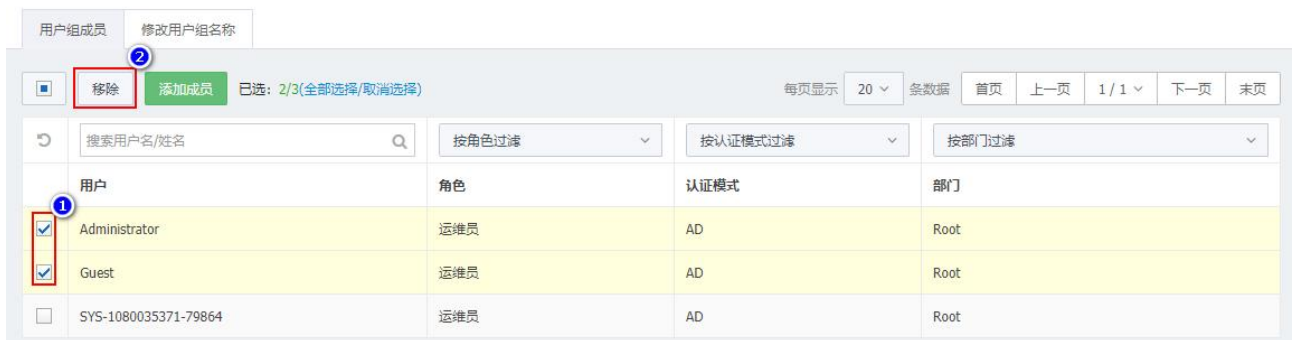 用户组成员 修改用户组名称
2
移除 添加成员 已选: 2/3(全部选择/取消选择) 每页显示 20 条数据 首页 上一页 1 / 1 下一页 末页
搜索用户名/姓名 按角色过滤 按认证模式过滤 按部门过滤
用户 角色 认证模式 部门
1
Administrator 运维员 AD Root
Guest 运维员 AD Root
SYS-1080035371-79864 运维员 AD Root